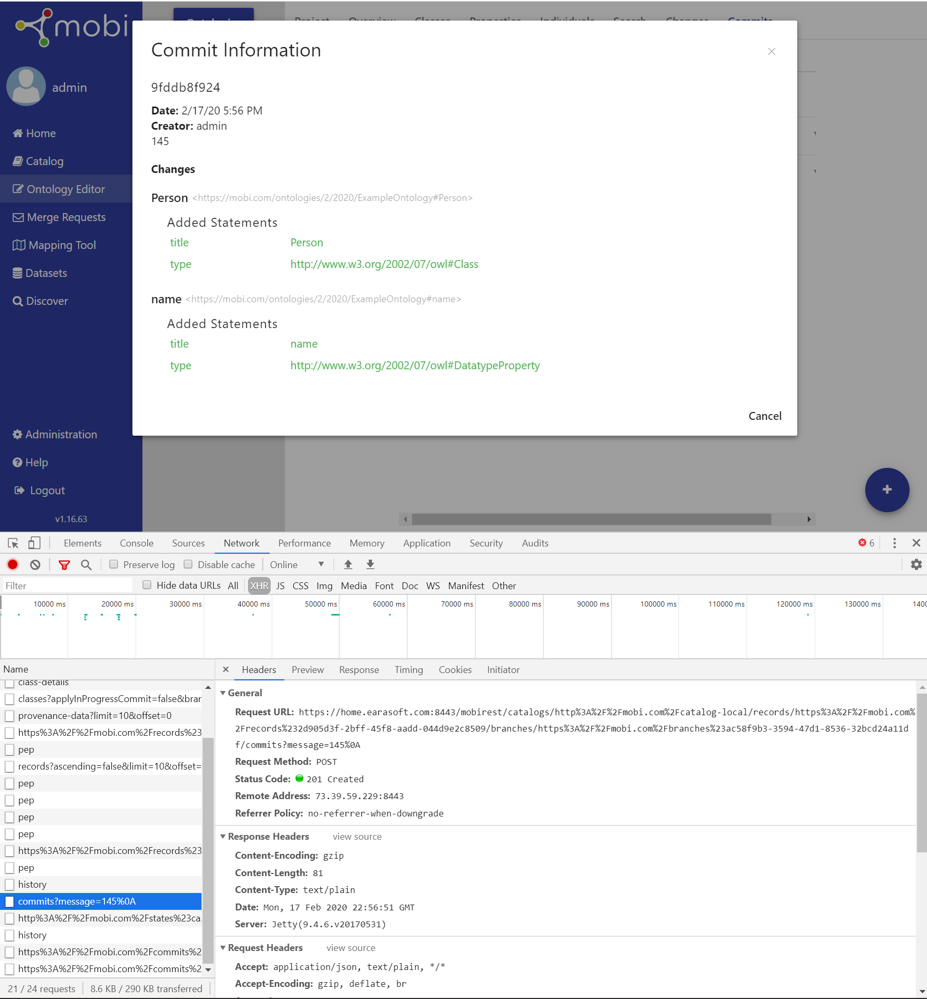 mobi
admin
Home
Catalog
Ontology Editor
Merge Requests
Mapping Tool
Datasets
Discover
Administration
Help
Logout
v1.16.63
Project Overview Classes Properties Individuals Search Changes Commits
Commit Information
9fddb8f924
Date: 2/17/20 5:56 PM
Creator: admin
145
Changes
Person <https://mobi.com/ontologies/2/2020/ExampleOntology#Person>
Added Statements
title Person
type http://www.w3.org/2002/07/owl#Class
name <https://mobi.com/ontologies/2/2020/ExampleOntology#name>
Added Statements
title name
type http://www.w3.org/2002/07/owl#DatatypeProperty
Cancel
Elements Console Sources Network Performance Memory Application Security Audits 6
Preserve log Disable cache Online
Filter Hide data URLs All XHR JS CSS Img Media Font Doc WS Manifest Other
10000 ms 20000 ms 30000 ms 40000 ms 50000 ms 60000 ms 70000 ms 80000 ms 90000 ms 100000 ms 110000 ms 120000 ms 130000 ms 1400
Name
class-details
classes?applyInProgressCommit=false&bran
provenance-data?limit=10&offset=0
https%3A%2F%2Fmobi.com%2Frecords%23
pep
records?ascending=false&limit=10&offset=
pep
pep
pep
pep
https%3A%2F%2Fmobi.com%2Frecords%23
pep
history
commits?message=145%0A
http%3A%2F%2Fmobi.com%2Fstates%23ca
history
https%3A%2F%2Fmobi.com%2Fcommits%2
https%3A%2F%2Fmobi.com%2Fcommits%2
21 / 24 requests 8.6 KB / 290 KB transferred
Headers Preview Response Timing Cookies Initiator
General
Request URL: https://home.earasoft.com:8443/mobirest/catalogs/http%3A%2F%2Fmobi.com%2Fcatalog-local/records/https%3A%2F%2Fmobi.com%
2Frecords%232d905d3f-2bff-45f8-aadd-044d9e2c8509/branches/https%3A%2F%2Fmobi.com%2Fbranches%23ac58f9b3-3594-47d1-8536-32bcd24a11d
f/commits?message=145%0A
Request Method: POST
Status Code: 201 Created
Remote Address: 73.39.59.229:8443
Referrer Policy: no-referrer-when-downgrade
Response Headers view source
Content-Encoding: gzip
Content-Length: 81
Content-Type: text/plain
Date: Mon, 17 Feb 2020 22:56:51 GMT
Server: Jetty(9.4.6.v20170531)
Request Headers view source
Accept: application/json, text/plain, */*
Accept-Encoding: gzip, deflate, br